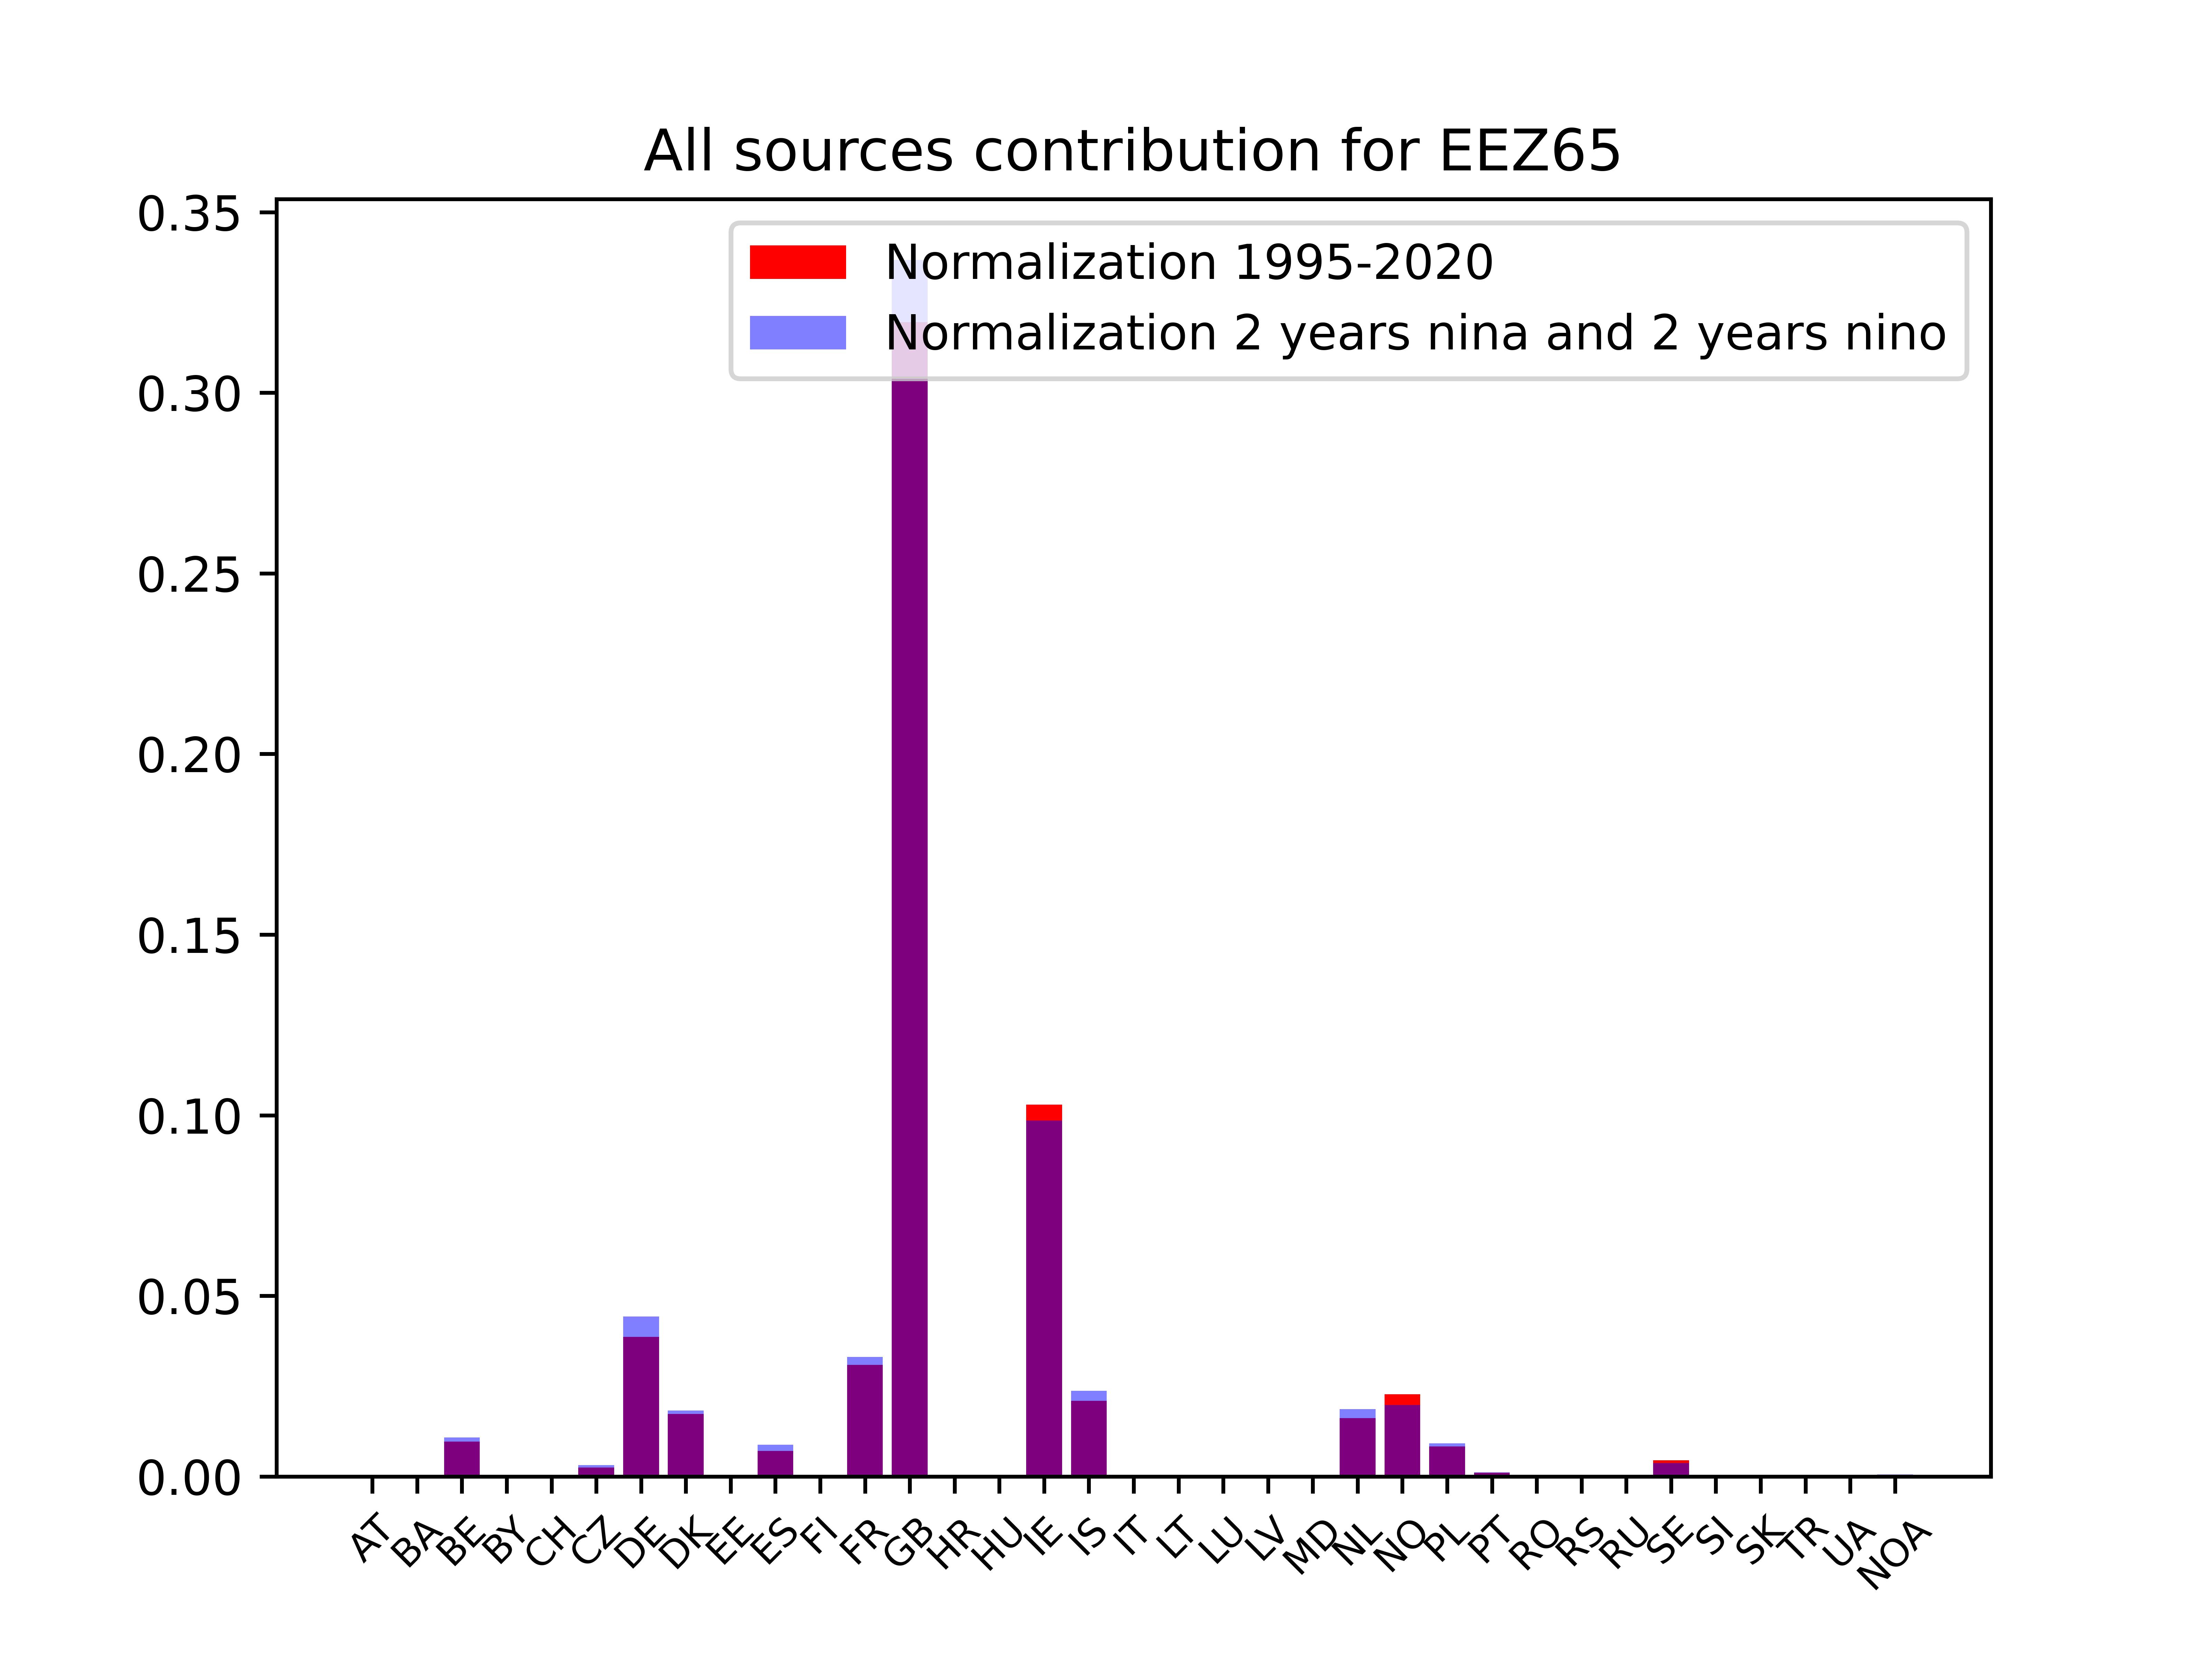 All sources contribution for EEZ65
Normalization 1995-2020
Normalization 2 years nina and 2 years nino
0.35
0.30
0.25
0.20
0.15
0.10
0.05
0.00
AT BA BE BY CH CZ DE DK EE ES FI FR GB HR HU IE IS IT LT LU LV MD NL NO PL PT RO RS RU SE SI SK TR UA NOA